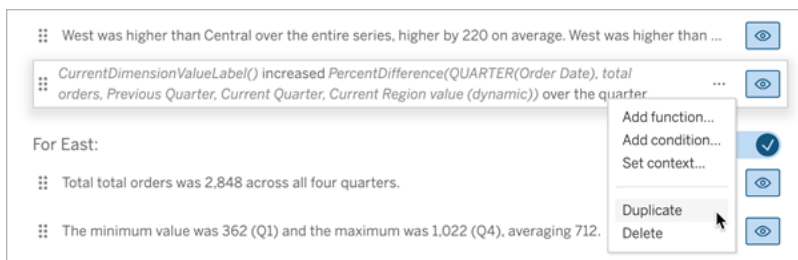 West was higher than Central over the entire series, higher by 220 on average. West was higher than ...
CurrentDimensionValueLabel() increased PercentDifference(QUARTER(Order Date), total
orders, Previous Quarter, Current Quarter, Current Region value (dynamic)) over the quarter
...
Add function...
Add condition...
Set context...
Duplicate
Delete
For East:
Total total orders was 2,848 across all four quarters.
The minimum value was 362 (Q1) and the maximum was 1,022 (Q4), averaging 712.